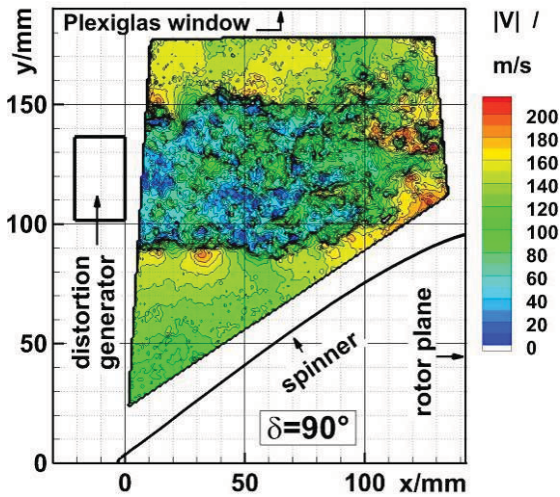 Plexiglas window
|V| /
m/s
y/mm
150
100
50
0
distortion
generator
spinner
rotor plane
δ=90°
0
50
100
x/mm
200
180
160
140
120
100
80
60
40
20
0